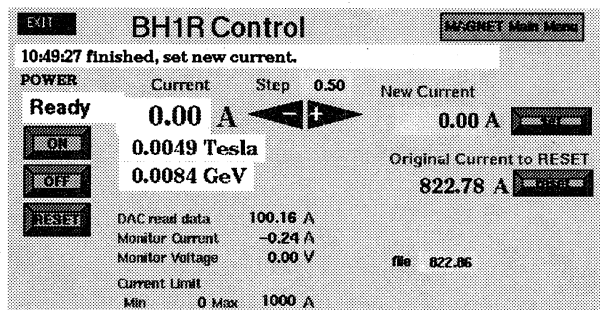 EXIT BH1R Control MAGNET Main Menu
10:49:27 finished, set new current.
POWER
Current Step 0.50 New Current
Ready 0.00 A − + 0.00 A SET
ON 0.0049 Tesla
Original Current to RESET
OFF 0.0084 GeV 822.78 A
RESET DAC read data 100.16 A
Monitor Current −0.24 A
Monitor Voltage 0.00 V file 822.86
Current Limit
Min 0 Max 1000 A